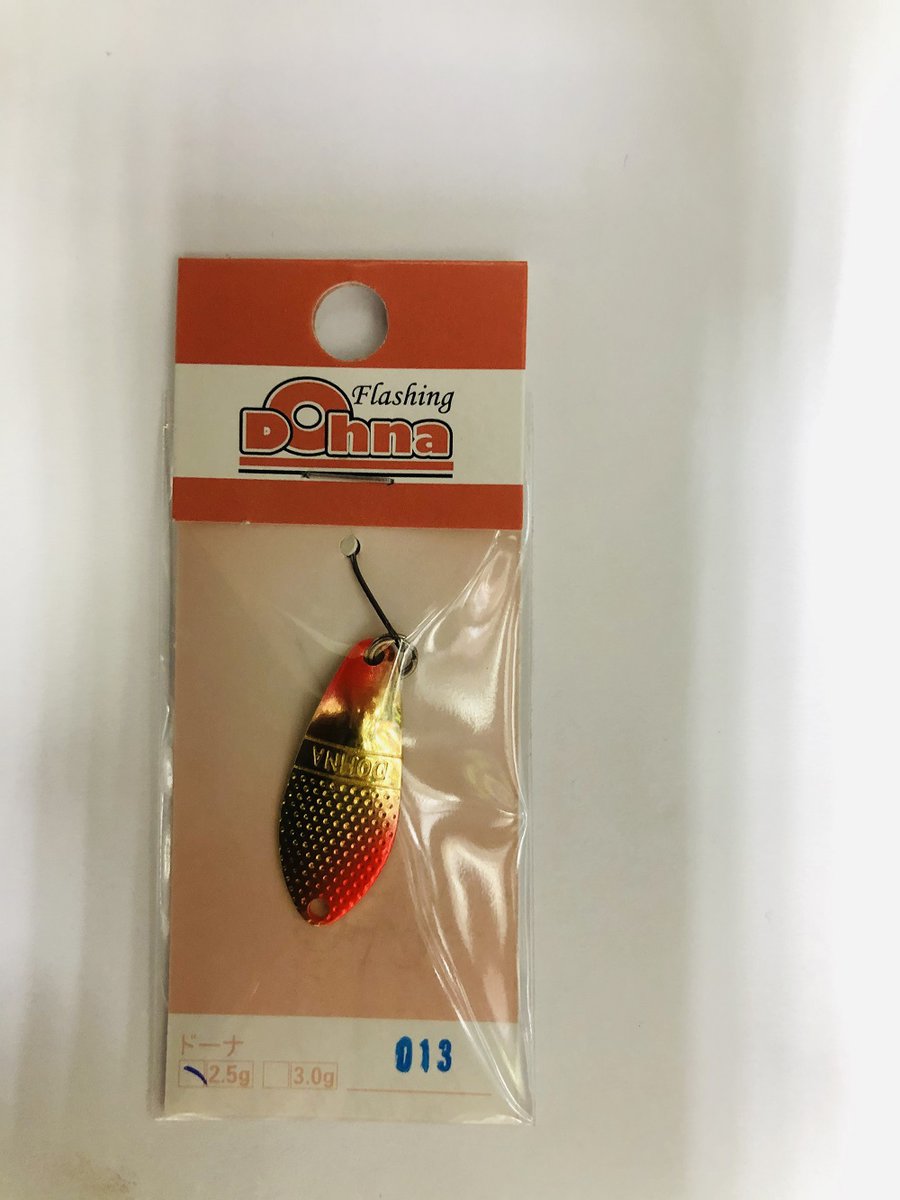 Flashing
Dohna
DOHNA
ドーナ
013
2.5g 3.0g